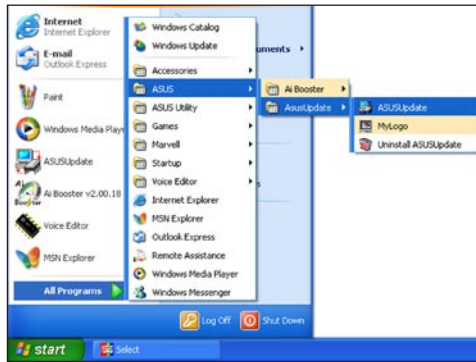 Internet
Internet Explorer
E-mail
Outlook Express
Paint
Windows Media Play
ASUSUpdate
Ai Booster v2.00.18
Voice Editor
MSN Explorer
All Programs
Windows Catalog
Windows Update
Accessories
ASUS
ASUS Utility
Games
Marvell
Startup
Voice Editor
Internet Explorer
MSN Explorer
Outlook Express
Remote Assistance
Windows Media Player
Windows Messenger
uments
s
Ai Booster
AsusUpdate
ASUSUpdate
MyLogo
Uninstall ASUSUpdate
Log Off
Shut Down
start
Select